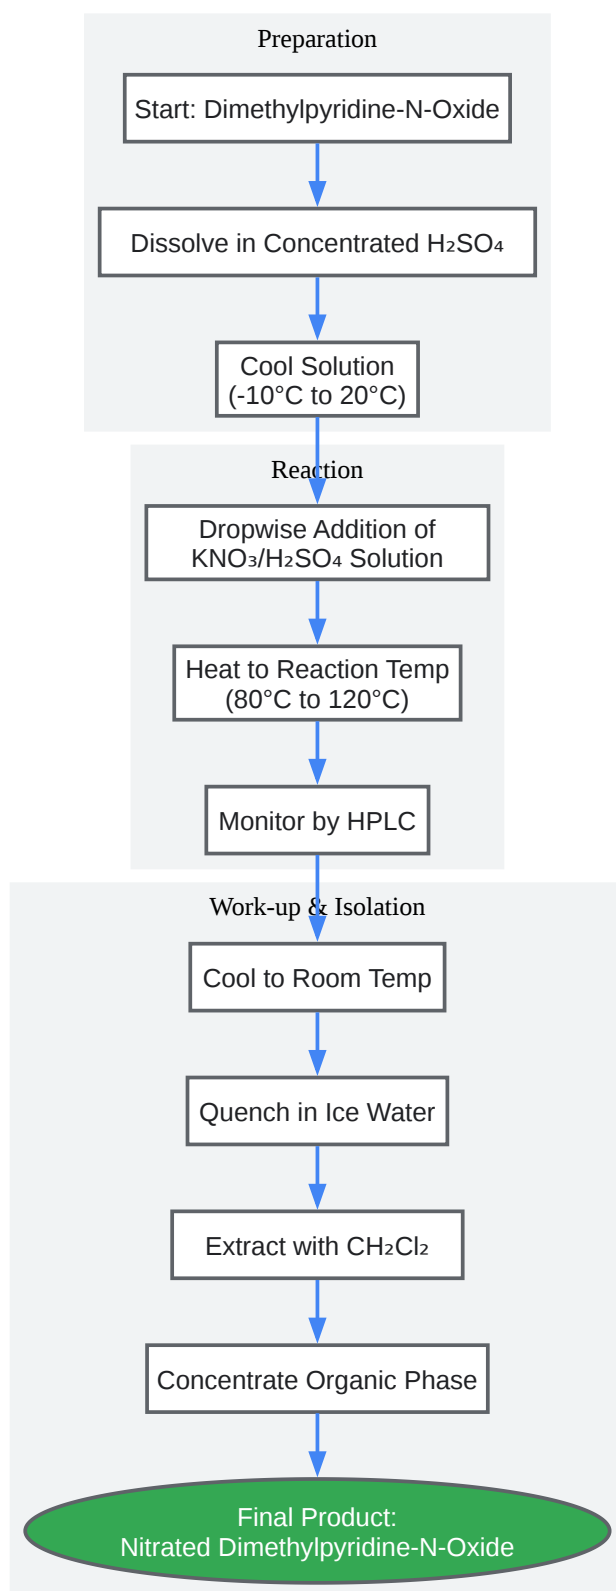 Preparation
Start: Dimethylpyridine-N-Oxide
Dissolve in Concentrated H₂SO₄
Cool Solution
(-10°C to 20°C)
Reaction
Dropwise Addition of
KNO₃/H₂SO₄ Solution
Heat to Reaction Temp
(80°C to 120°C)
Monitor by HPLC
Work-up & Isolation
Cool to Room Temp
Quench in Ice Water
Extract with CH₂Cl₂
Concentrate Organic Phase
Final Product:
Nitrated Dimethylpyridine-N-Oxide